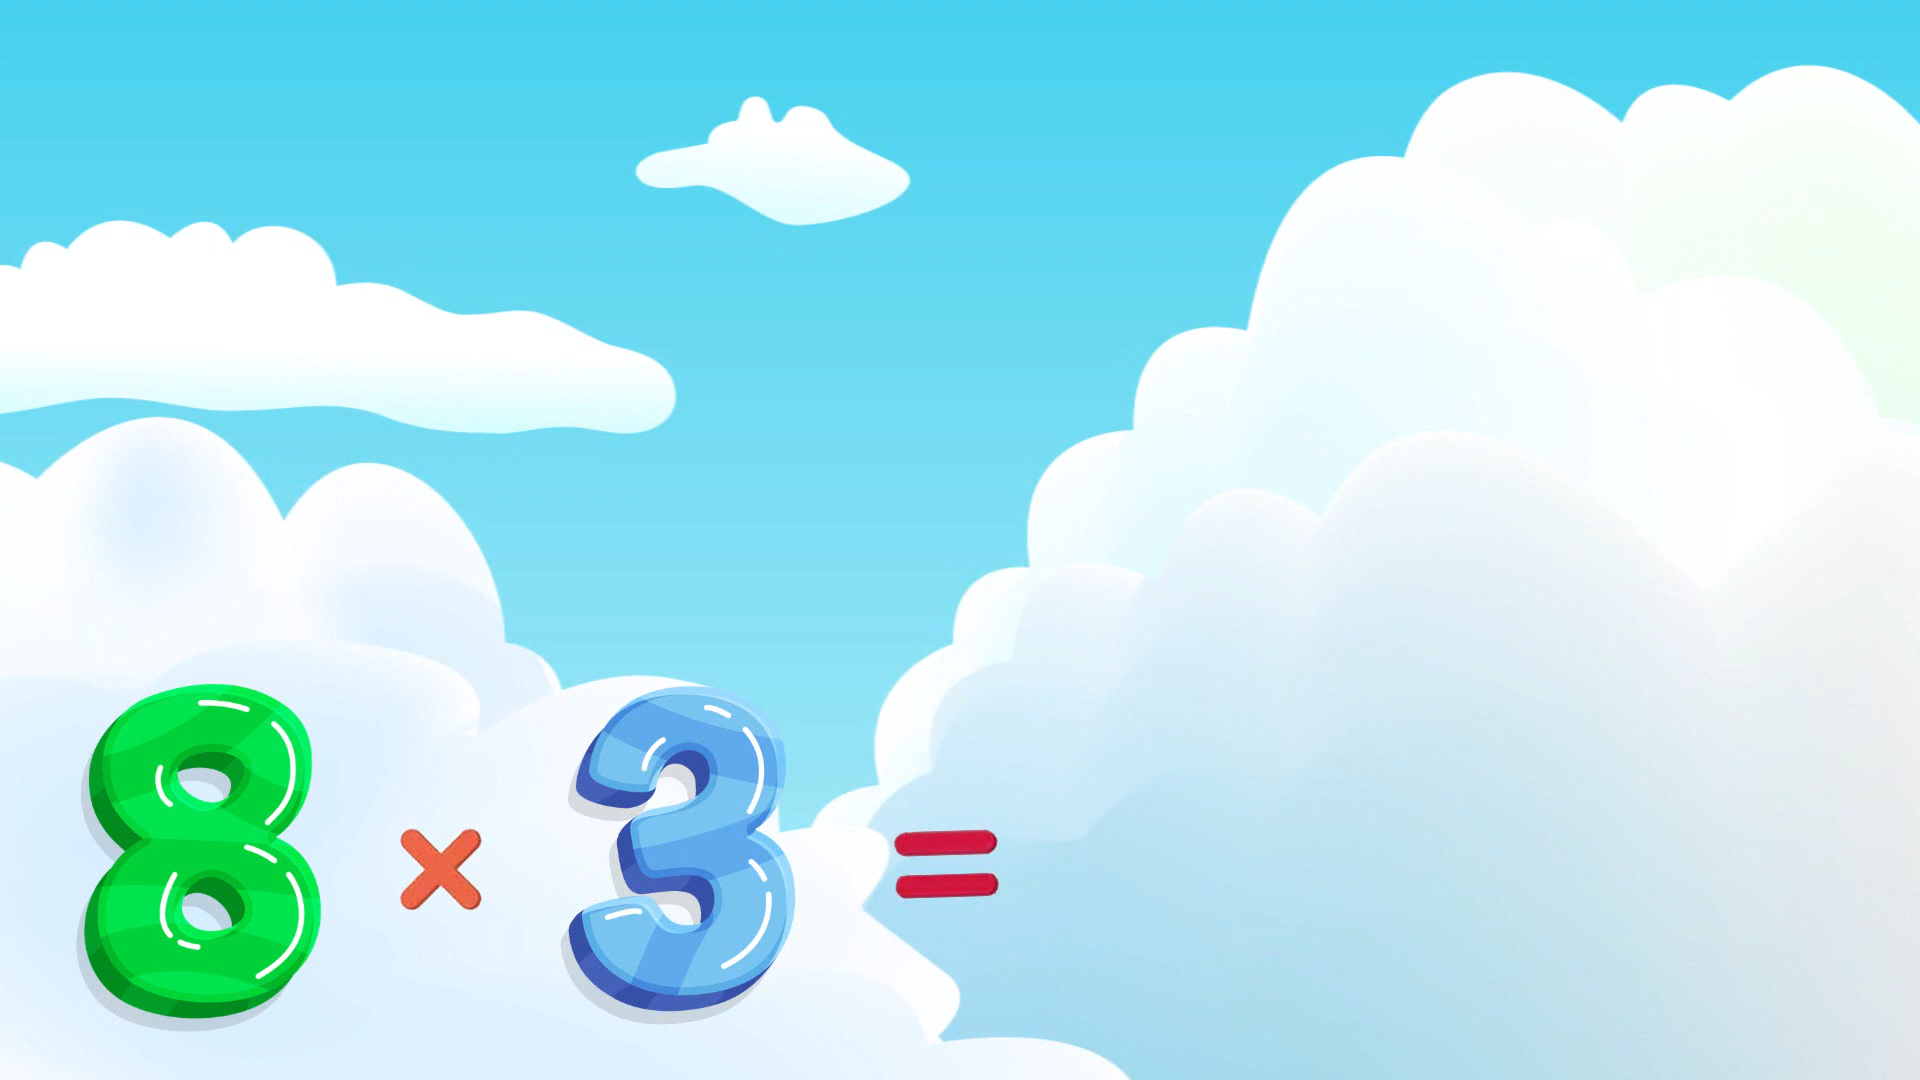 8 × 3 =